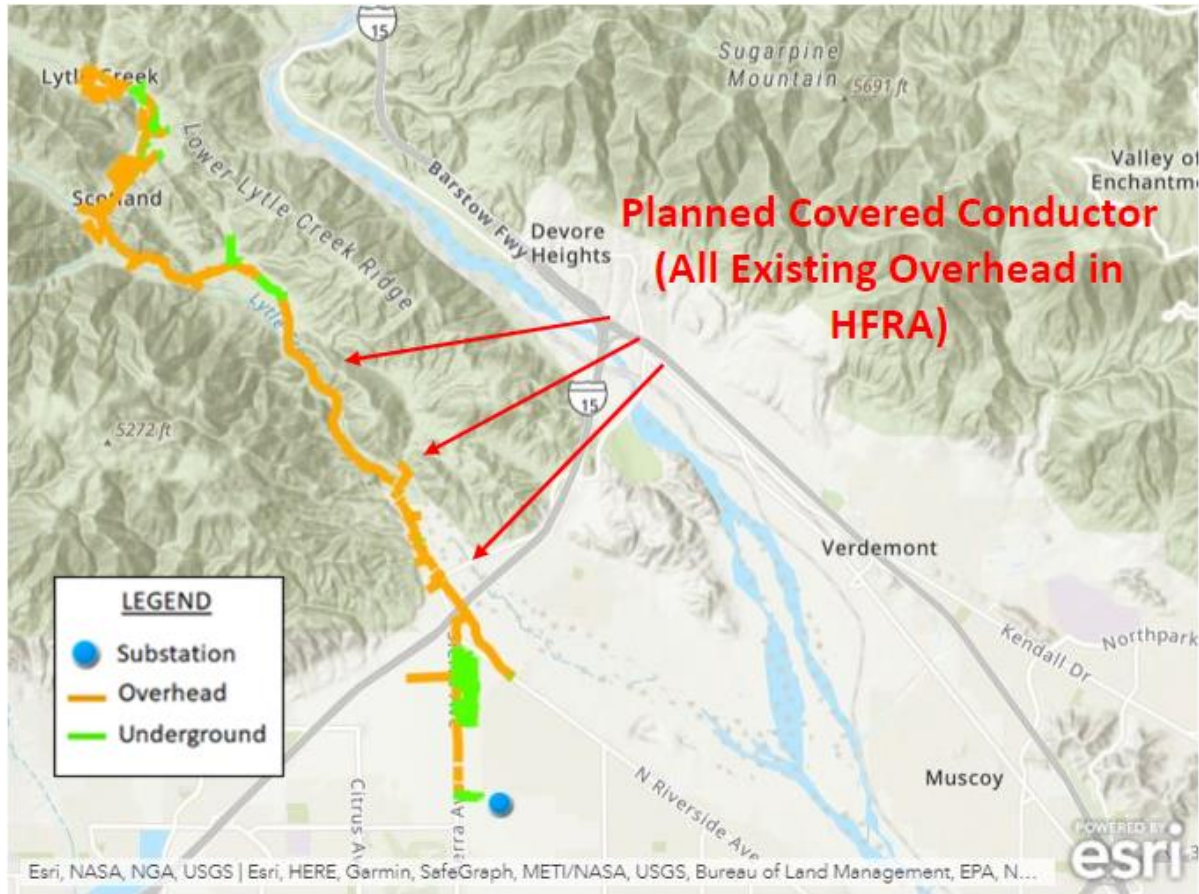 15
Lytle Creek
Sugarpine
Mountain
5691 ft
Lower Lytle Creek Ridge
Barstow Fwy
Valley of
Enchantm
Scotland
Devore
Heights
Planned Covered Conductor
(All Existing Overhead in
HFRA)
Lytle
15
5272 ft
Verdemont
LEGEND
Substation
Overhead
Underground
Kendall Dr
Northpark
Citrus Av
erra Av
N Riverside Ave
Muscoy
POWERED BY
esri
Esri, NASA, NGA, USGS | Esri, HERE, Garmin, SafeGraph, METI/NASA, USGS, Bureau of Land Management, EPA, N...